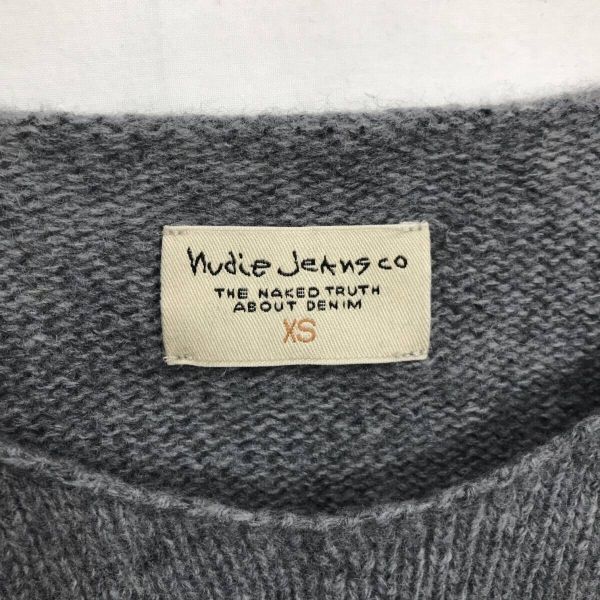 Nudie Jeans co
THE NAKED TRUTH
ABOUT DENIM
XS